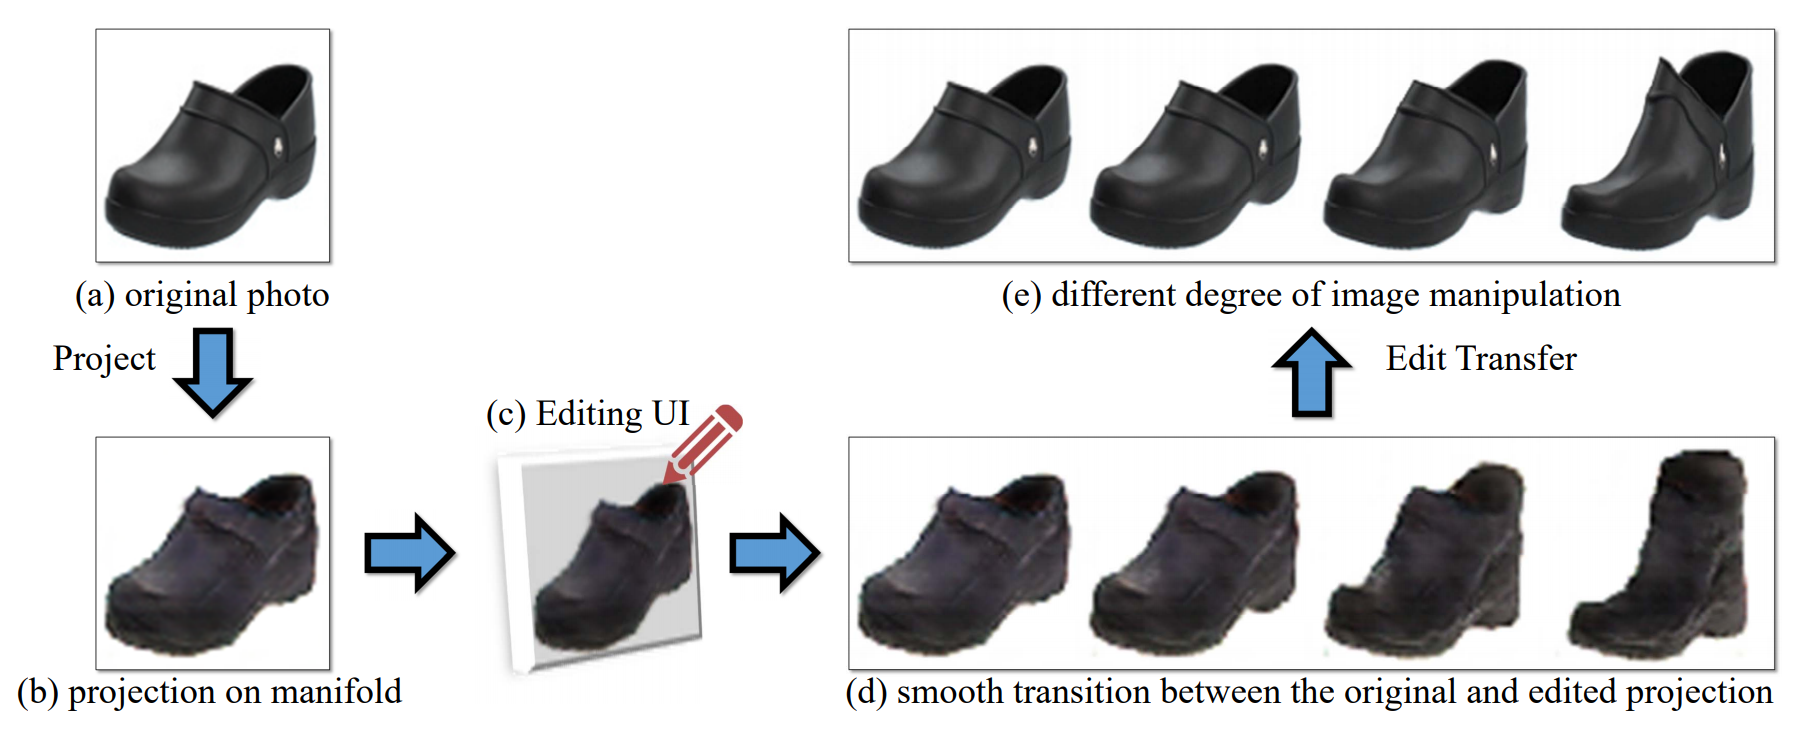 (a) original photo
Project
(b) projection on manifold
(c) Editing UI
(d) smooth transition between the original and edited projection
Edit Transfer
(e) different degree of image manipulation